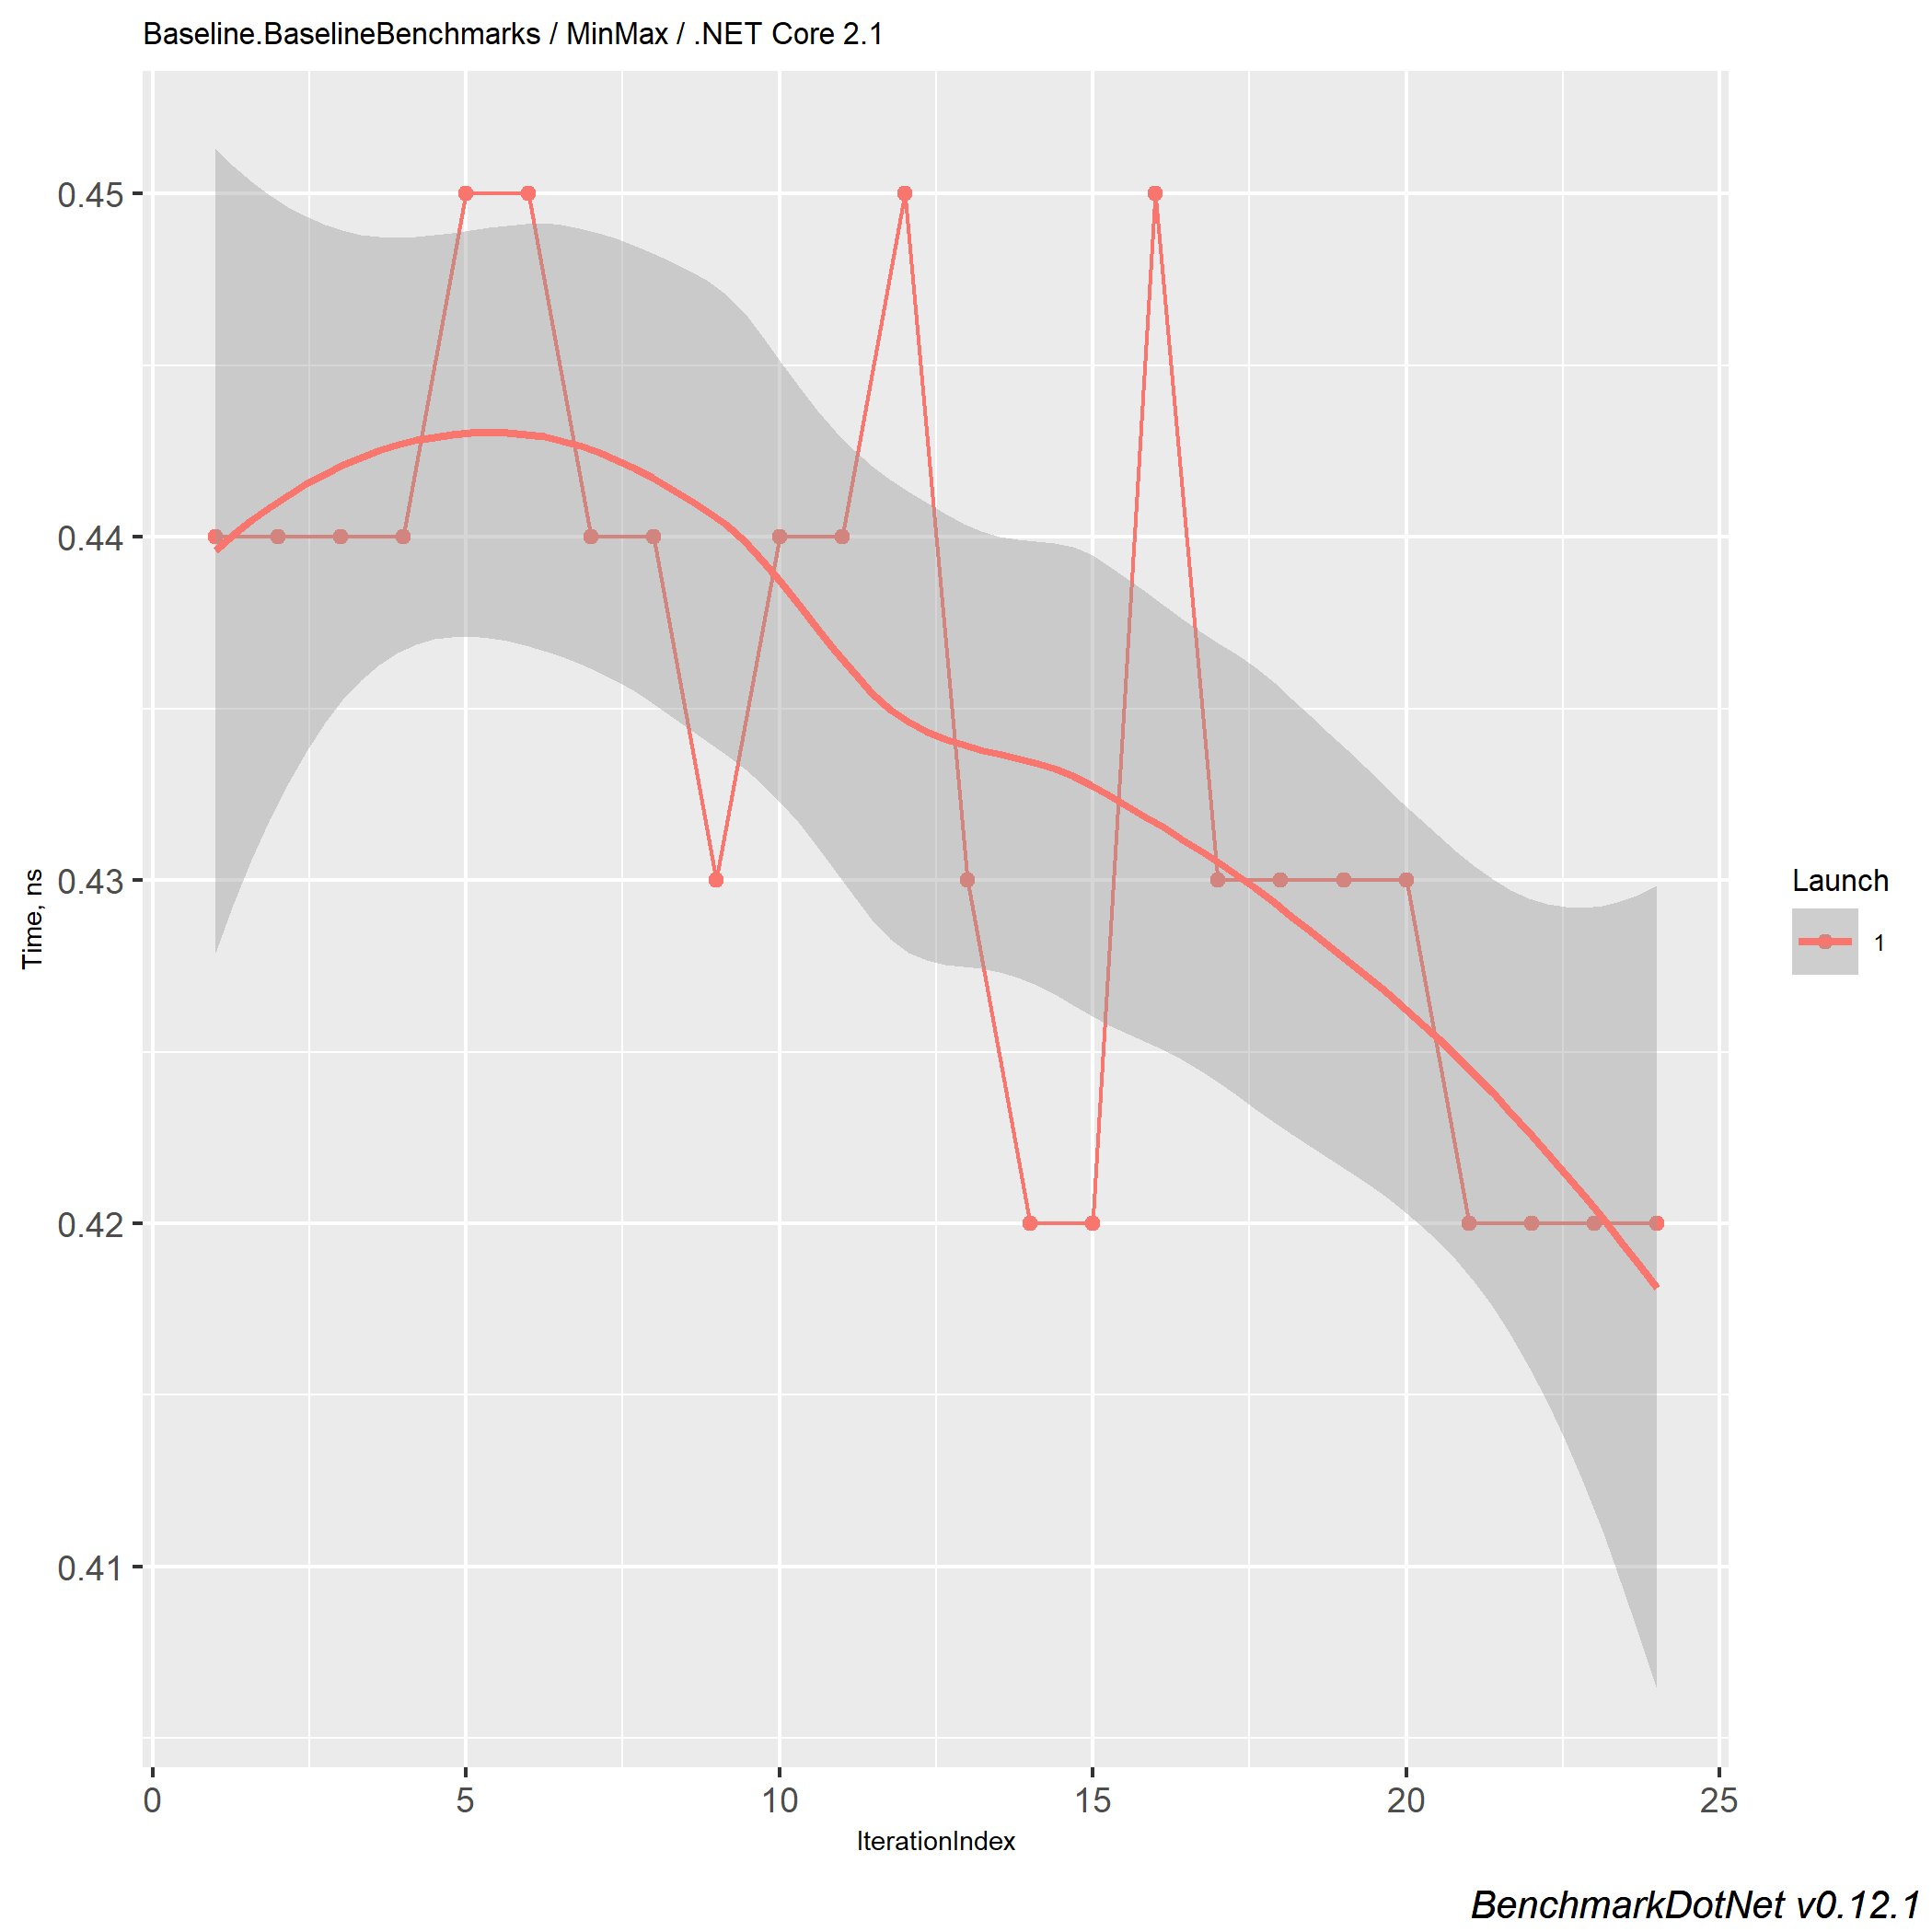 Baseline.BaselineBenchmarks / MinMax / .NET Core 2.1
0.45
0.44
0.43
0.42
0.41
Time, ns
0 5 10 15 20 25
IterationIndex
Launch
1
BenchmarkDotNet v0.12.1